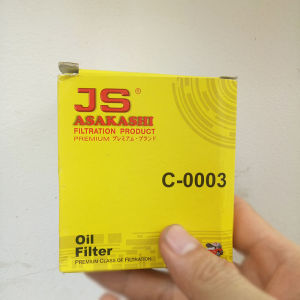 JS®
ASAKASHI
FILTRATION PRODUCT
PREMIUM プレミアム・ブランド
C-0003
Oil
Filter
PREMIUM CLASS OF FILTRATION